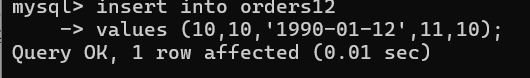 mysql> insert into orders12
-> values (10,10,'1990-01-12',11,10);
Query OK, 1 row affected (0.01 sec)